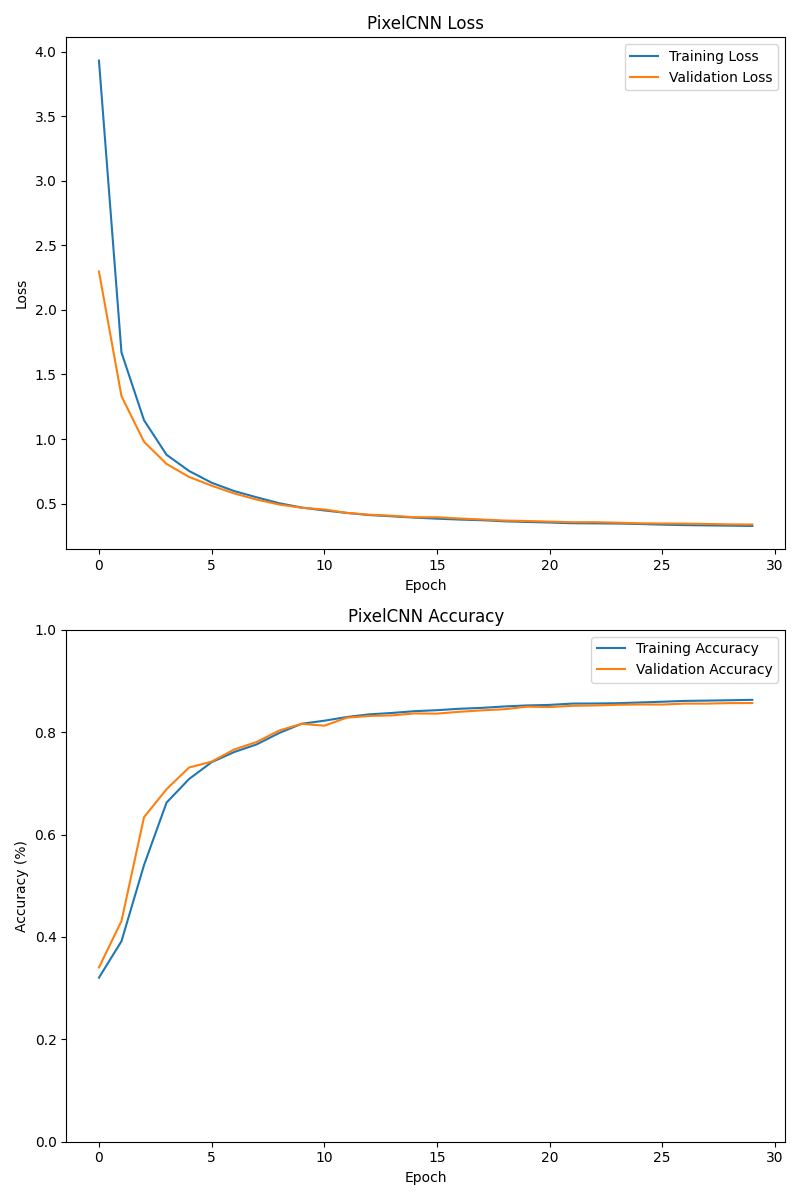 PixelCNN Loss
4.0
3.5
3.0
2.5
2.0
1.5
1.0
0.5
Loss
Training Loss
Validation Loss
0 5 10 15 20 25 30
Epoch
PixelCNN Accuracy
1.0
0.8
0.6
0.4
0.2
0.0
Accuracy (%)
Training Accuracy
Validation Accuracy
0 5 10 15 20 25 30
Epoch